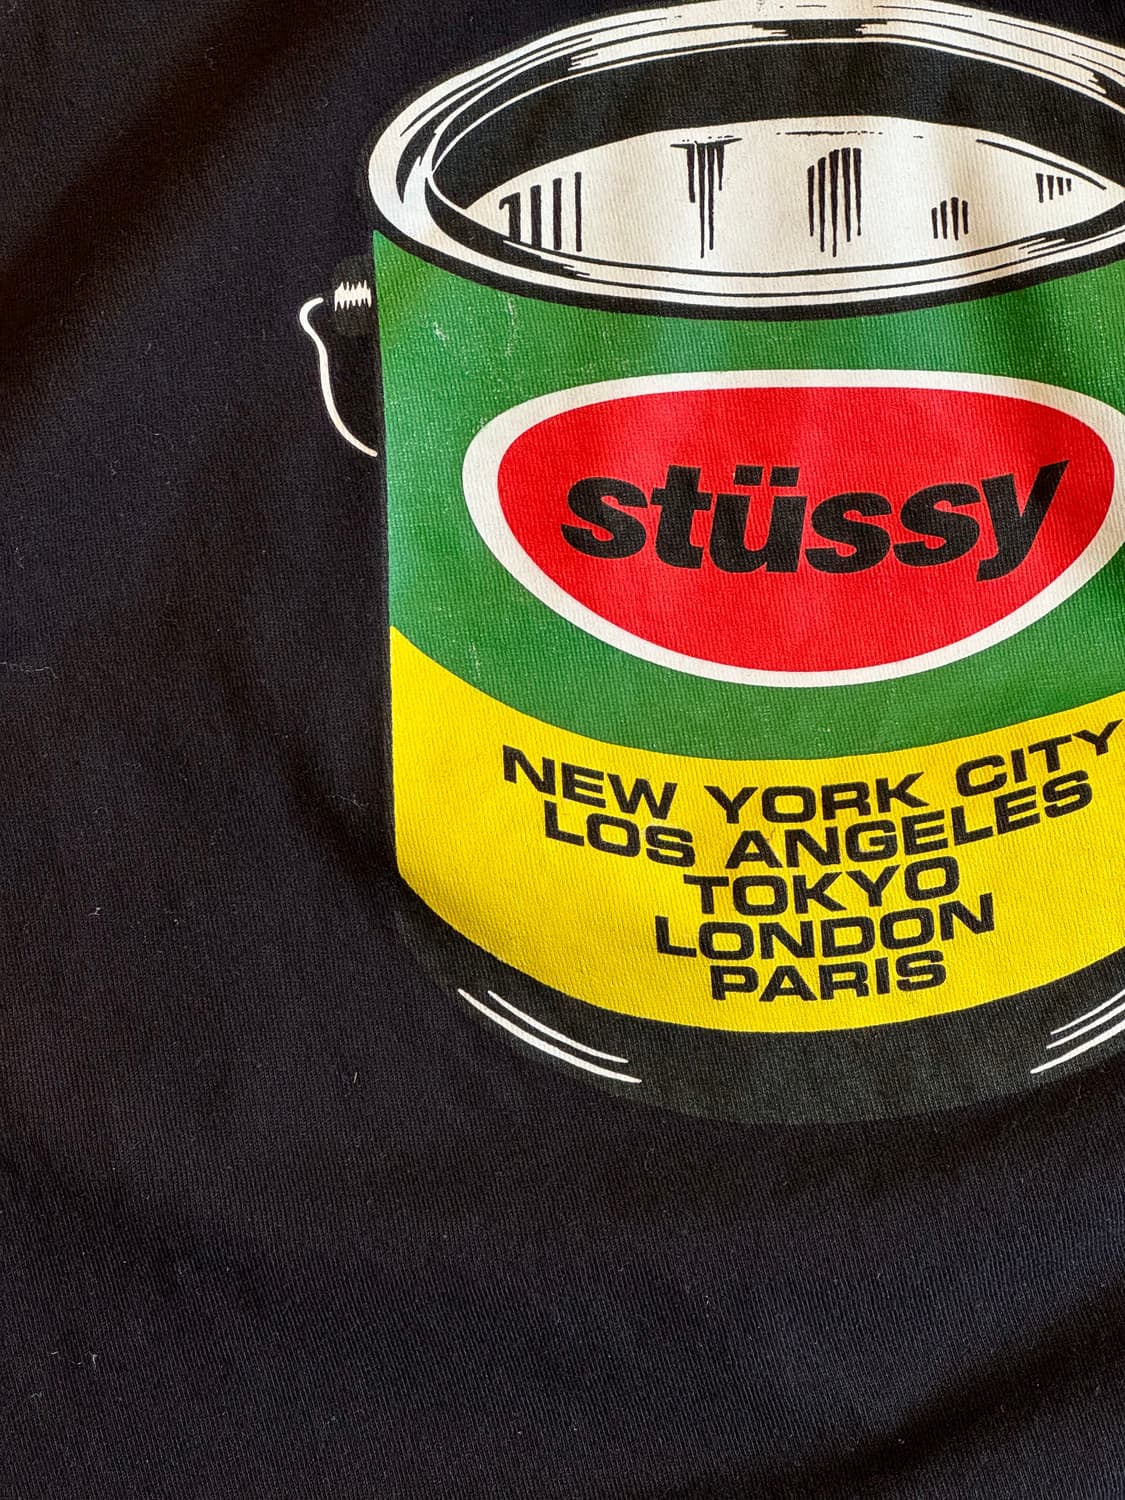 stüssy
NEW YORK CITY
LOS ANGELES
TOKYO
LONDON
PARIS